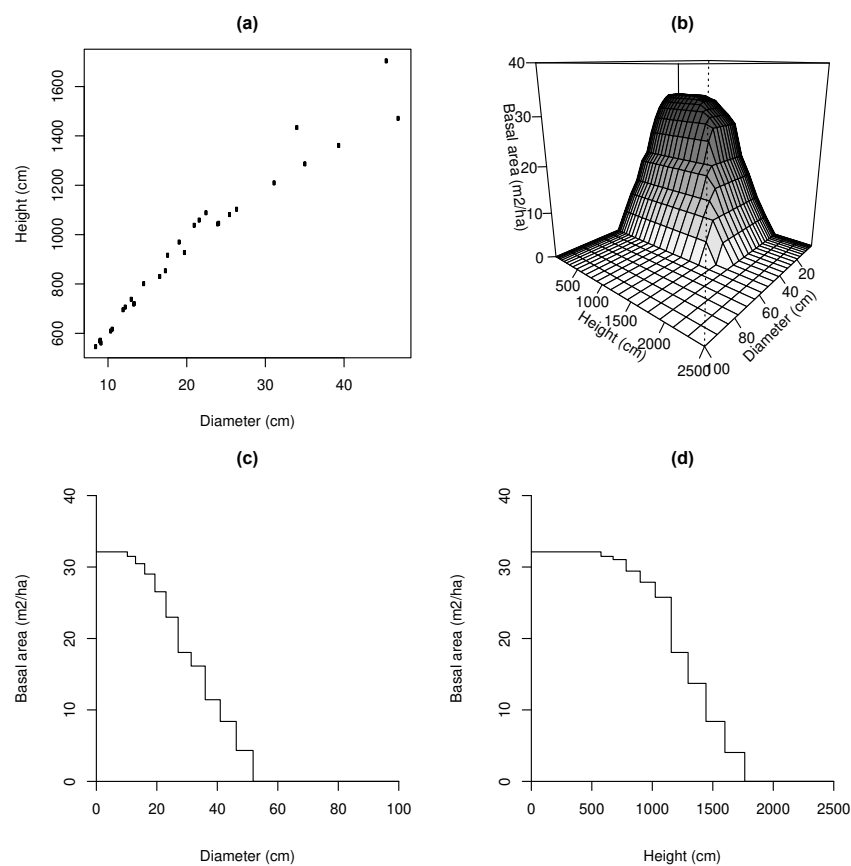 (a)
Height (cm)
600 800 1000 1200 1400 1600
10 20 30 40
Diameter (cm)
(b)
Basal area (m2/ha)
40
30
20
10
0
500
1000
1500
2000
2500
Height (cm)
20
40
60
80
100
Diameter (cm)
(c)
Basal area (m2/ha)
0 10 20 30 40
0 20 40 60 80 100
Diameter (cm)
(d)
Basal area (m2/ha)
0 10 20 30 40
0 500 1000 1500 2000 2500
Height (cm)